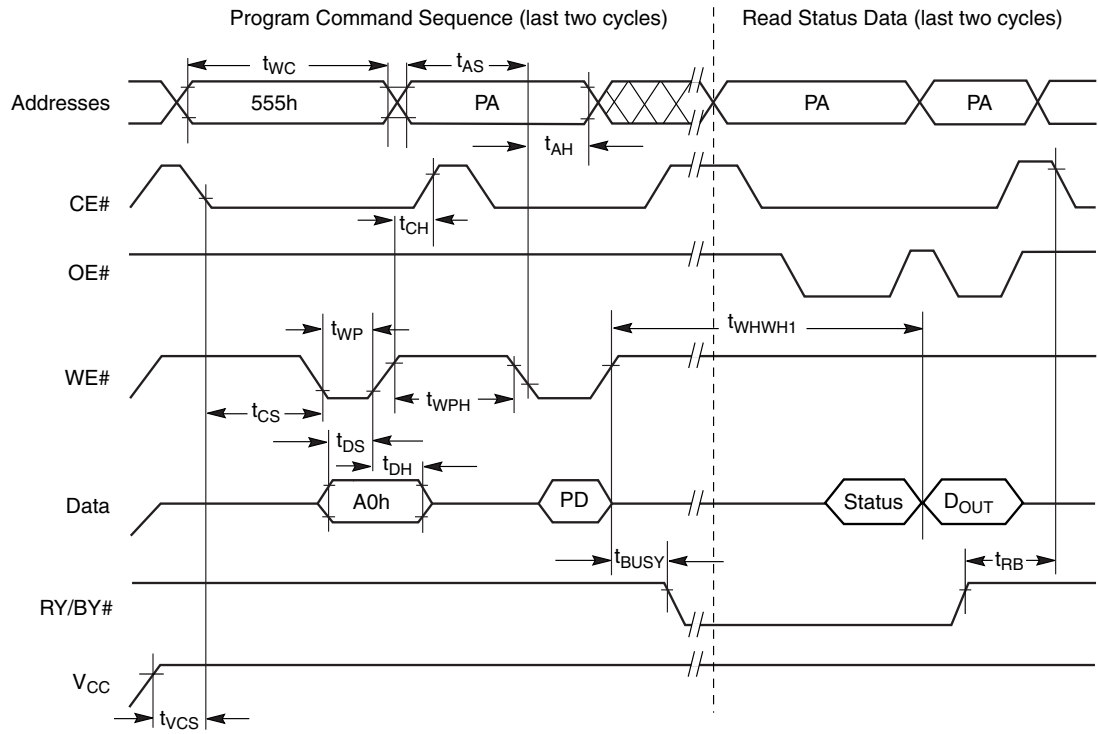 Program Command Sequence (last two cycles)
Read Status Data (last two cycles)
tWC
tAS
Addresses
555h
PA
PA
PA
tAH
CE#
tCH
OE#
tWP
tWHWH1
WE#
tCS
tWPH
tDS
tDH
Data
A0h
PD
Status
DOUT
tBUSY
tRB
RY/BY#
VCC
tVCS